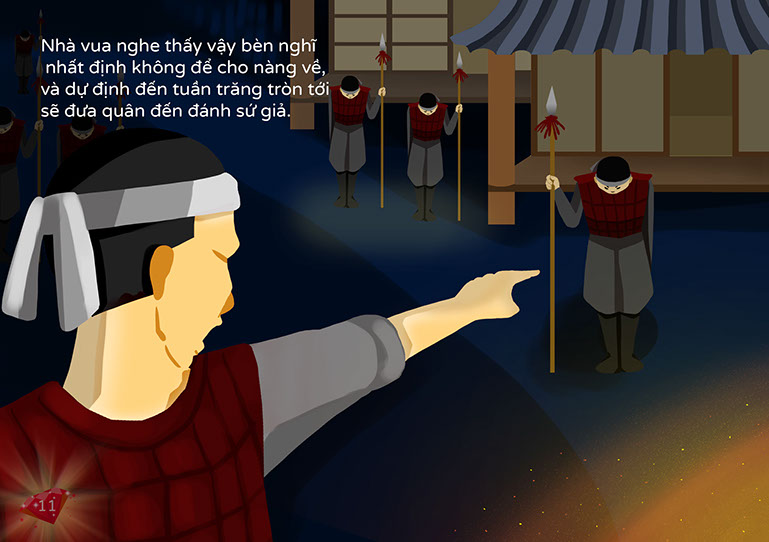 Nhà vua nghe thấy vậy bèn nghĩ
nhất định không để cho nàng về,
và dự định đến tuần trăng tròn tới
sẽ đưa quân đến đánh sứ giả.
11